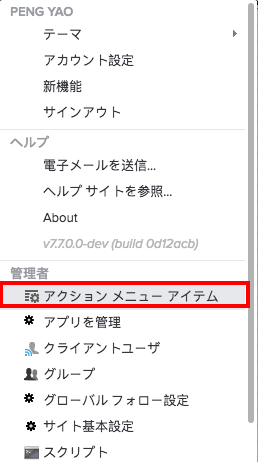 PENG YAO
テーマ
アカウント設定
新機能
サインアウト
ヘルプ
電子メールを送信...
ヘルプ サイトを参照...
About
v7.7.0.0-dev (build 0d12acb)
管理者
アクション メニュー アイテム
アプリを管理
クライアントユーザ
グループ
グローバル フォロー設定
サイト基本設定
スクリプト